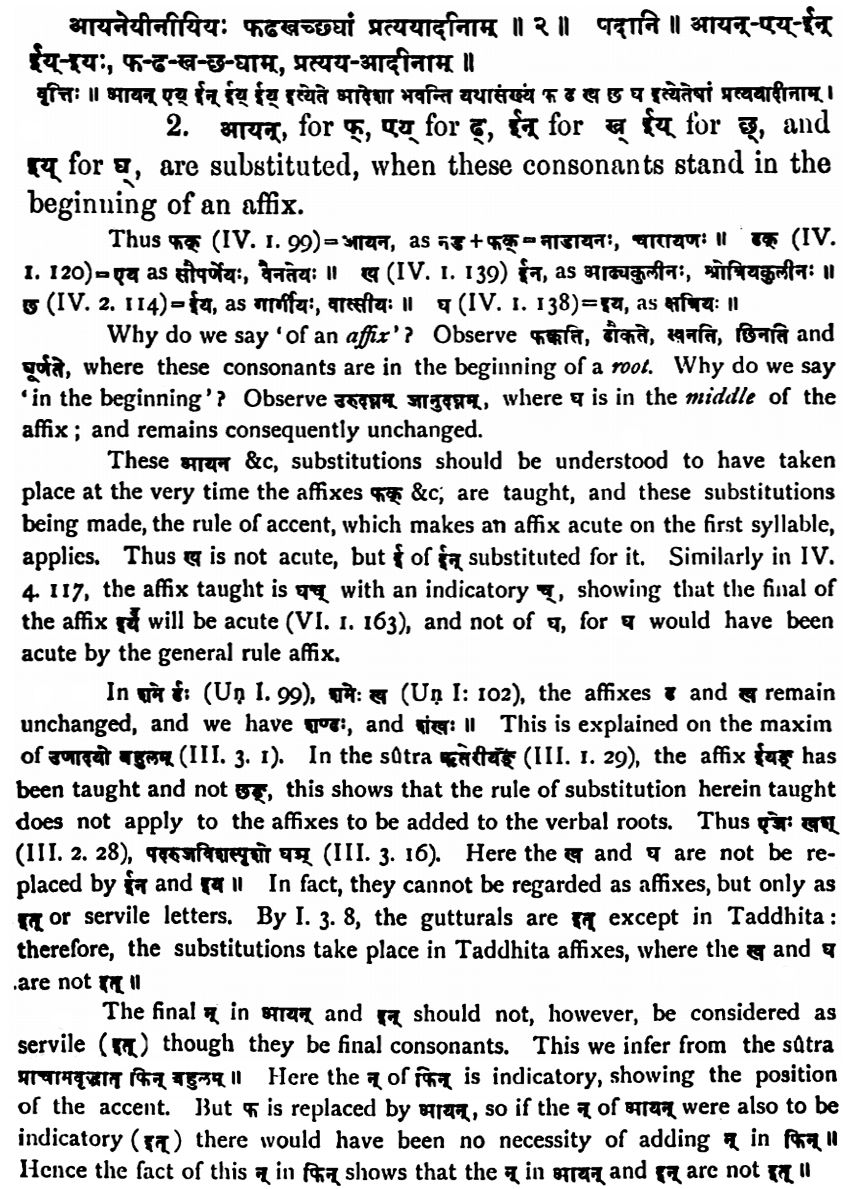 आयनेयीनीयियः फढखच्छघां प्रत्ययादीनाम् ॥ २ ॥ पदानि ॥ आयन्-एय्-ईन्
ईय्-इयः, फ-ढ-ख-छ-घाम्, प्रत्यय-आदीनाम् ॥
वृत्तिः ॥ आयन् एय् ईन् ईय् ईय् इत्येते आदेशा भवन्ति यथासंख्यं फ ढ ख छ घ इत्येतेषां प्रत्ययादीनाम् ।
2. आयन्, for फ्, एय् for ढ्, ईन् for ख् ईय् for छ्, and
इय् for घ्, are substituted, when these consonants stand in the
beginning of an affix.
Thus फक् (IV. 1. 99)=आयन, as नड+फक्=नाडायनः, चारायणः ॥ ढक् (IV.
1. 120)=एय as सौपर्णेयः, वैनतेयः ॥ ख (IV. 1. 139) ईन, as आढ्यकुलीनः, श्रोत्रियकुलीनः ॥
छ (IV. 2. 114)=ईय, as गार्गीयः, वात्सीयः ॥ घ (IV. 1. 138)=इय, as क्षत्रियः ॥
Why do we say ‘of an affix’? Observe फक्कति, ढौकते, खनति, छिनति and
घूर्णते, where these consonants are in the beginning of a root. Why do we say
‘in the beginning’? Observe उरुदघ्नम् जानुदघ्नम्, where घ is in the middle of the
affix; and remains consequently unchanged.
These आयन &c, substitutions should be understood to have taken
place at the very time the affixes फक् &c; are taught, and these substitutions
being made, the rule of accent, which makes an affix acute on the first syllable,
applies. Thus ख is not acute, but ई of ईन् substituted for it. Similarly in IV.
4. 117, the affix taught is घच् with an indicatory च्, showing that the final of
the affix इय will be acute (VI. 1. 163), and not of घ, for घ would have been
acute by the general rule affix.
In शमे र्ढः (Uṇ I. 99), शमेः ख (Uṇ I: 102), the affixes ढ and ख remain
unchanged, and we have शण्ढः, and शंखः ॥ This is explained on the maxim
of उणादयो बहुलम् (III. 3. 1). In the sûtra ऋतेरीयङ् (III. 1. 29), the affix ईयङ् has
been taught and not छङ्, this shows that the rule of substitution herein taught
does not apply to the affixes to be added to the verbal roots. Thus एजेः खश्
(III. 2. 28), पदरुजविशस्पृशो घञ् (III. 3. 16). Here the ख and घ are not be re-
placed by ईन and इय ॥ In fact, they cannot be regarded as affixes, but only as
इत् or servile letters. By I. 3. 8, the gutturals are इत् except in Taddhita:
therefore, the substitutions take place in Taddhita affixes, where the ख and घ
are not इत् ॥
The final न् in आयन् and इन् should not, however, be considered as
servile (इत्) though they be final consonants. This we infer from the sûtra
प्राचामवृद्धात् फिन् बहुलम् ॥ Here the न् of फिन् is indicatory, showing the position
of the accent. But फ is replaced by आयन्, so if the न् of आयन् were also to be
indicatory (इत्) there would have been no necessity of adding न् in फिन् ॥
Hence the fact of this न् in फिन् shows that the न् in आयन् and इन् are not इत् ॥